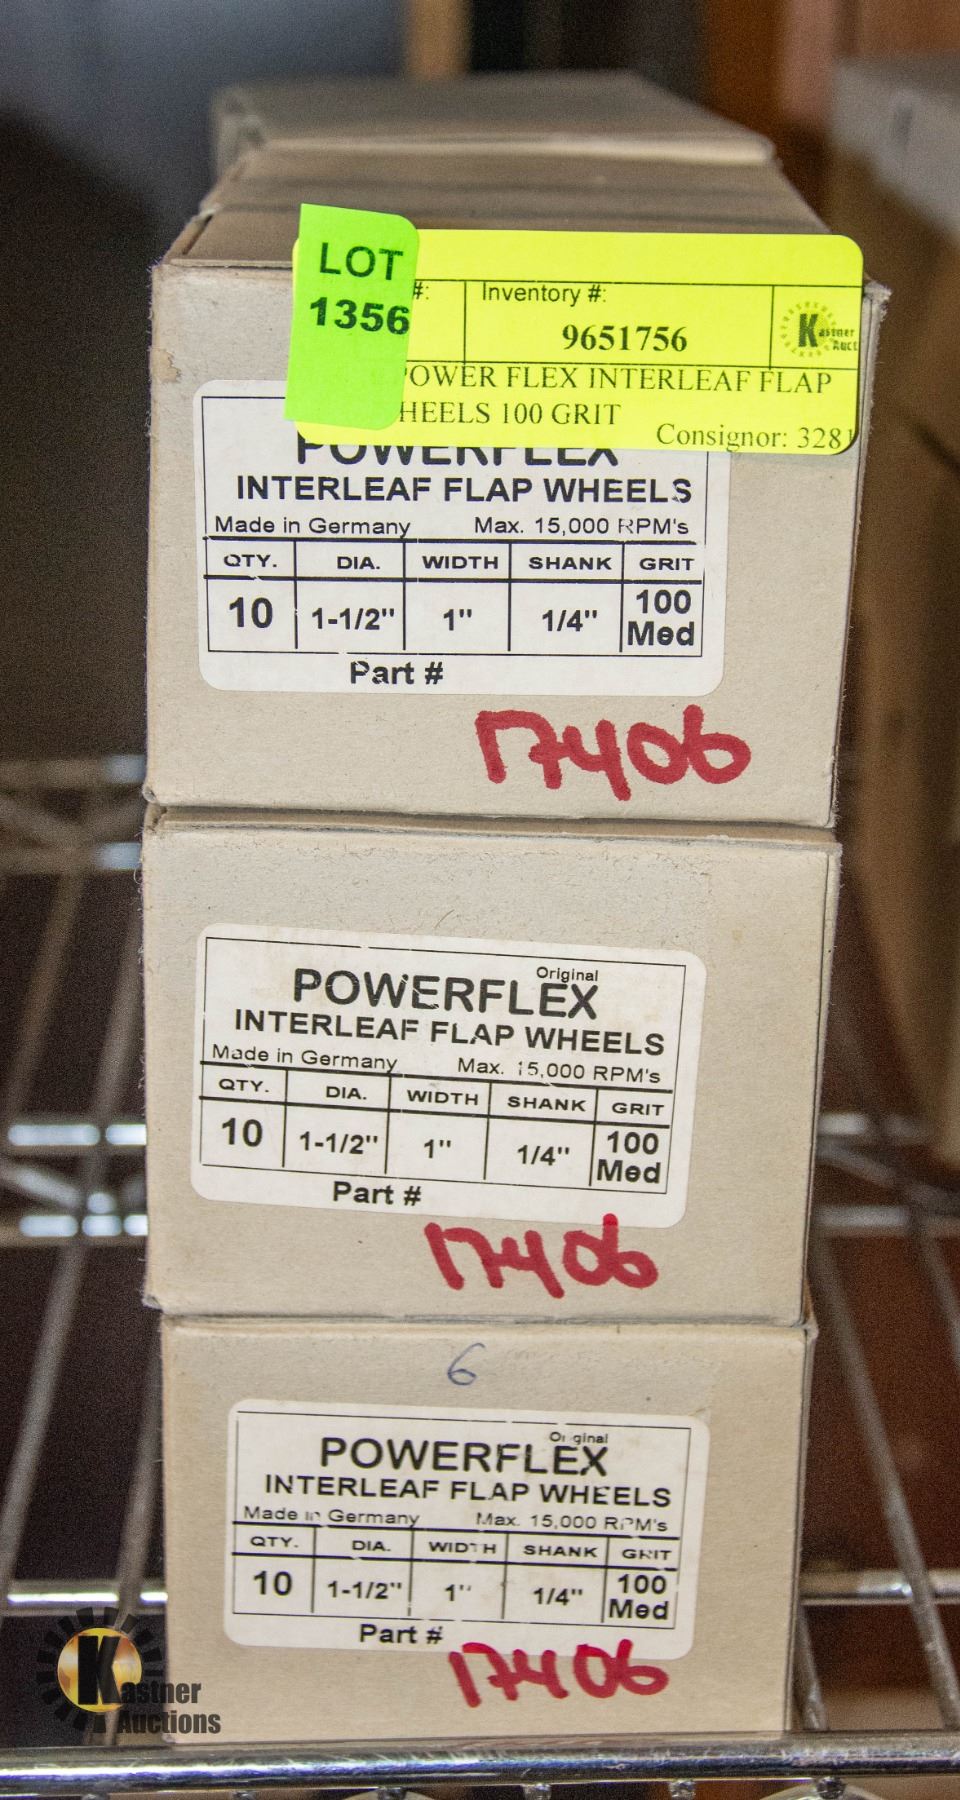 LOT
1356
#:
Inventory #:
9651756
Kastner
Auct
POWER FLEX INTERLEAF FLAP
HEELS 100 GRIT
Consignor: 3281
POWERFLEX
INTERLEAF FLAP WHEELS
Made in Germany Max. 15,000 RPM's
QTY. DIA. WIDTH SHANK GRIT
10 1-1/2" 1" 1/4" 100 Med
Part #
17406
Original
POWERFLEX
INTERLEAF FLAP WHEELS
Made in Germany Max. 15,000 RPM's
QTY. DIA. WIDTH SHANK GRIT
10 1-1/2" 1" 1/4" 100 Med
Part #
17406
6
Original
POWERFLEX
INTERLEAF FLAP WHEELS
Made in Germany Max. 15,000 RPM's
QTY. DIA. WIDTH SHANK GRIT
10 1-1/2" 1" 1/4" 100 Med
Part #
17406
Kastner
Auctions